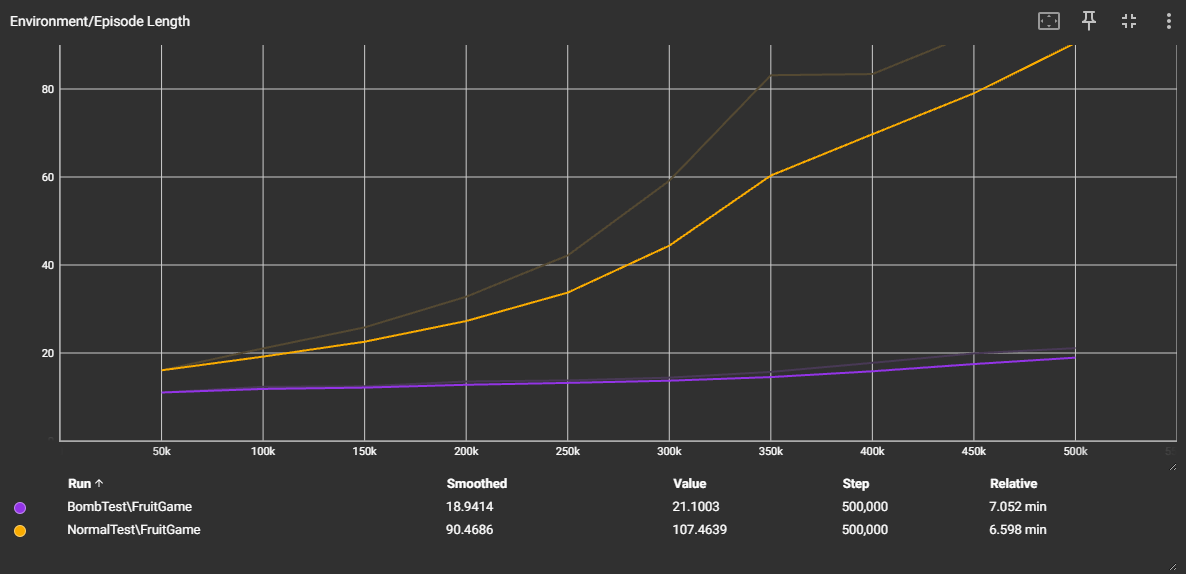 Environment/Episode Length
80
60
40
20
50k 100k 150k 200k 250k 300k 350k 400k 450k 500k
Run ↑ Smoothed Value Step Relative
BombTest\FruitGame 18.9414 21.1003 500,000 7.052 min
NormalTest\FruitGame 90.4686 107.4639 500,000 6.598 min